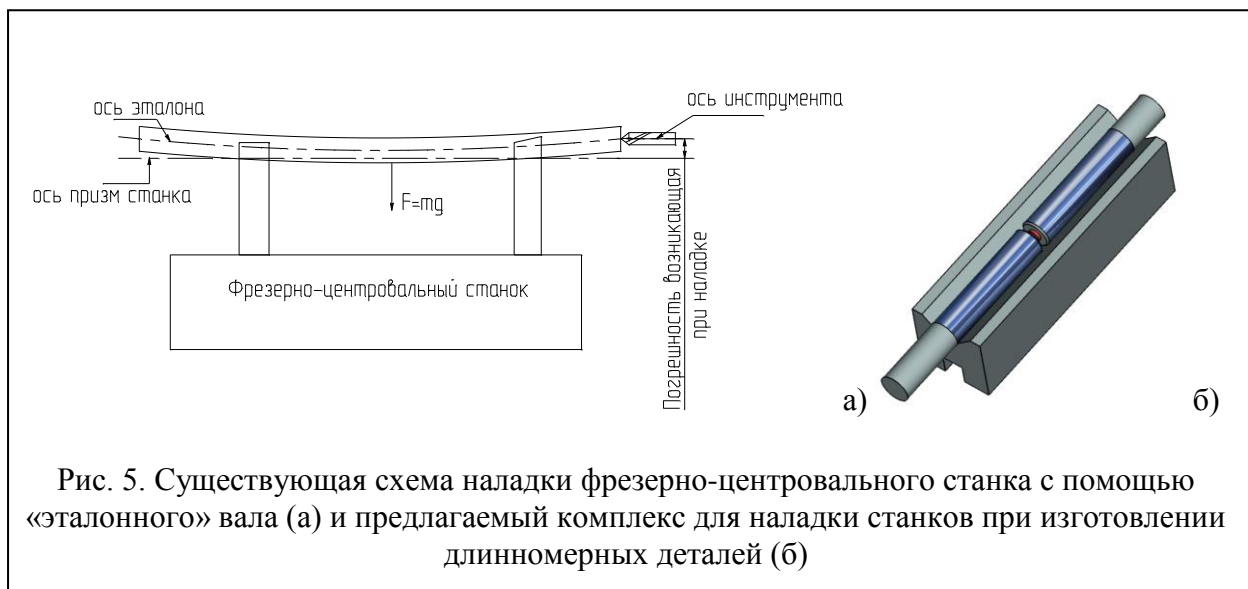 ось эталона
ось инструмента
ось призм станка
F=mg
Фрезерно-центровальный станок
Погрешность возникающая
при наладке
а)
б)
Рис. 5. Существующая схема наладки фрезерно-центровального станка с помощью
«эталонного» вала (а) и предлагаемый комплекс для наладки станков при изготовлении
длинномерных деталей (б)